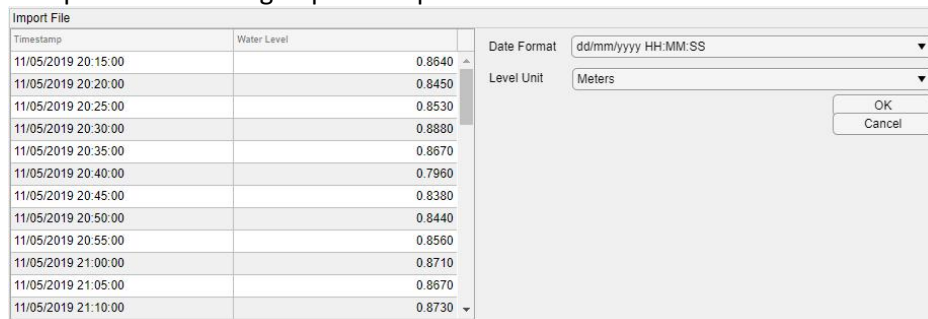 Import File
Timestamp Water Level
11/05/2019 20:15:00 0.8640
11/05/2019 20:20:00 0.8450
11/05/2019 20:25:00 0.8530
11/05/2019 20:30:00 0.8880
11/05/2019 20:35:00 0.8670
11/05/2019 20:40:00 0.7960
11/05/2019 20:45:00 0.8380
11/05/2019 20:50:00 0.8440
11/05/2019 20:55:00 0.8560
11/05/2019 21:00:00 0.8710
11/05/2019 21:05:00 0.8670
11/05/2019 21:10:00 0.8730
Date Format dd/mm/yyyy HH:MM:SS
Level Unit Meters
OK
Cancel